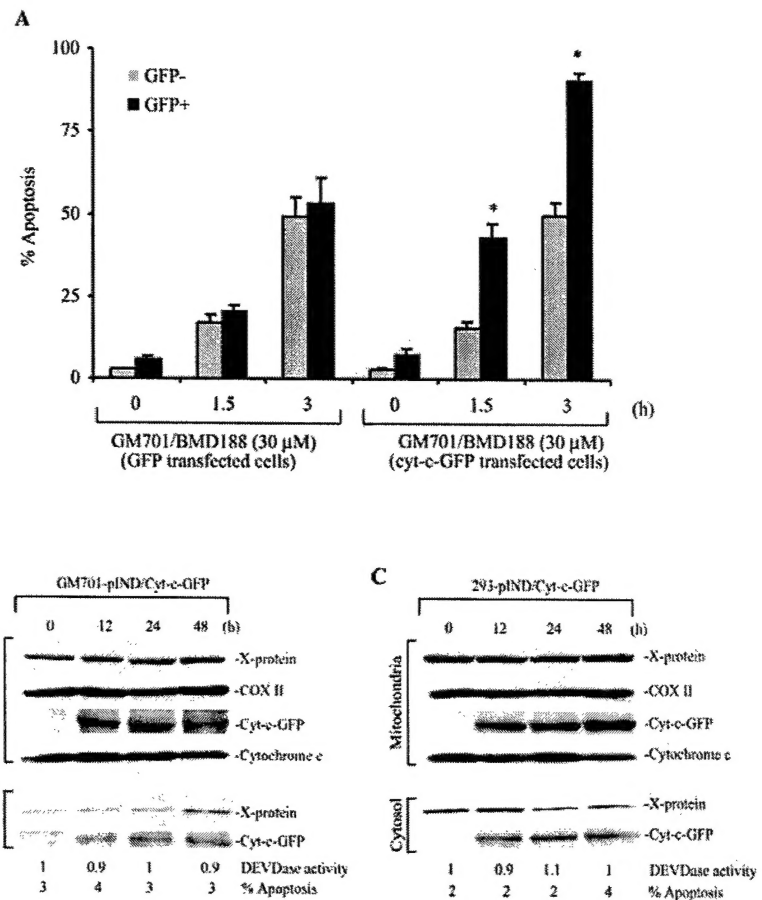 A
100
75
50
25
0
% Apoptosis
GFP-
GFP+
*
*
0 1.5 3 0 1.5 3 (h)
GM701/BMD188 (30 µM)
(GFP transfected cells)
GM701/BMD188 (30 µM)
(cyt-c-GFP transfected cells)
GM701-pIND/Cyt-c-GFP
0 12 24 48 (h)
-X-protein
-COX II
-Cyt-c-GFP
-Cytochrome c
-X-protein
-Cyt-c-GFP
1 0.9 1 0.9 DEVDase activity
3 4 3 3 % Apoptosis
C
293-pIND/Cyt-c-GFP
0 12 24 48 (h)
Mitochondria
-X-protein
-COX II
-Cyt-c-GFP
-Cytochrome c
Cytosol
-X-protein
-Cyt-c-GFP
1 0.9 1.1 1 DEVDase activity
2 2 2 4 % Apoptosis